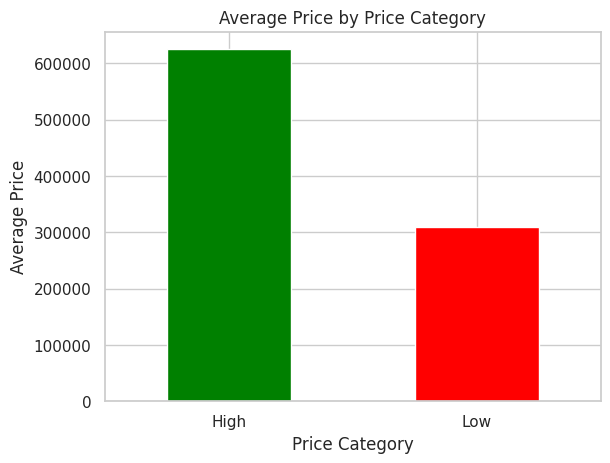 Average Price by Price Category
600000
500000
400000
300000
200000
100000
0
Average Price
High
Low
Price Category